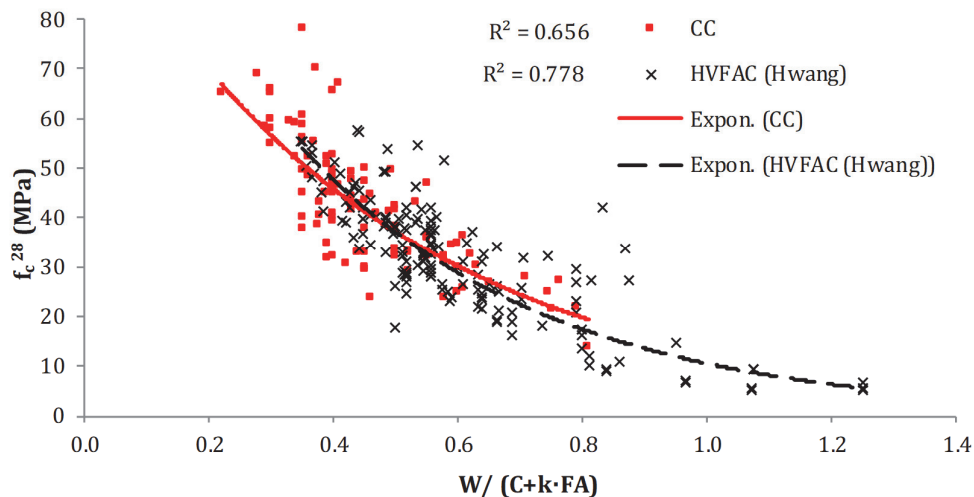 R² = 0.656
CC
R² = 0.778
HVFAC (Hwang)
Expon. (CC)
Expon. (HVFAC (Hwang))
f_c^28 (MPa)
80
70
60
50
40
30
20
10
0
0.0 0.2 0.4 0.6 0.8 1.0 1.2 1.4
W/ (C+k·FA)